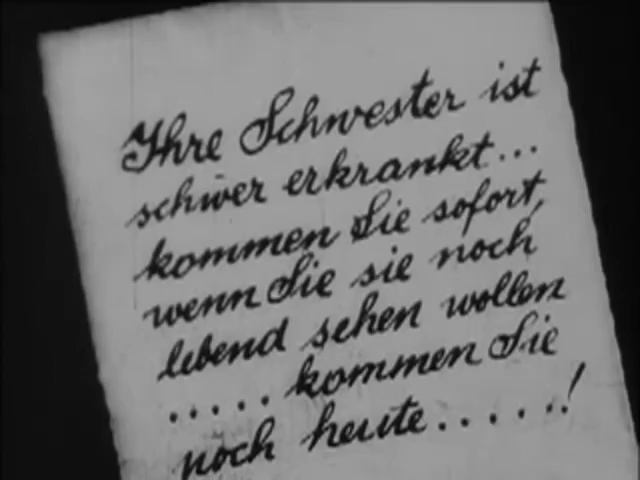 Ihre Schwester ist
schwer erkrankt...
kommen Sie sofort,
wenn Sie sie noch
lebend sehen wollen
..... kommen Sie
noch heute.....!